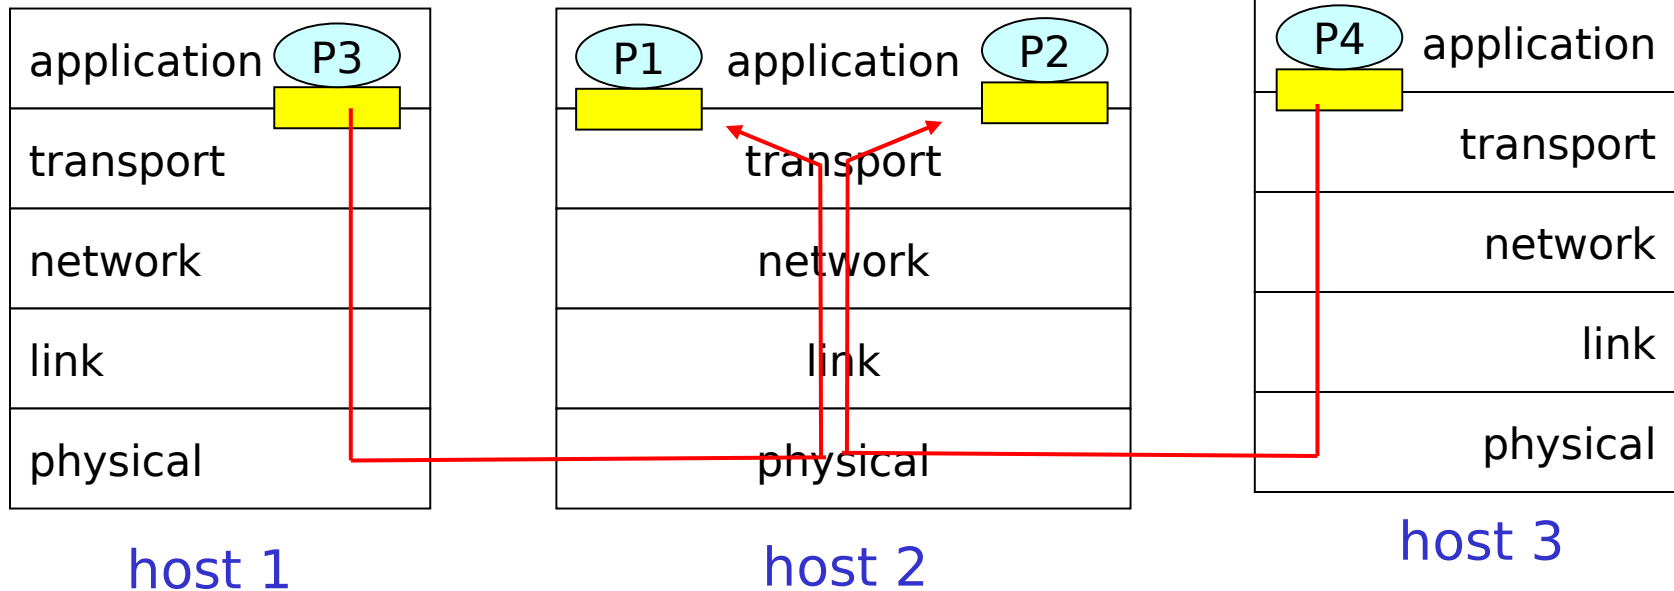 application P3
transport
network
link
physical
host 1
P1 application P2
transport
network
link
physical
host 2
P4 application
transport
network
link
physical
host 3